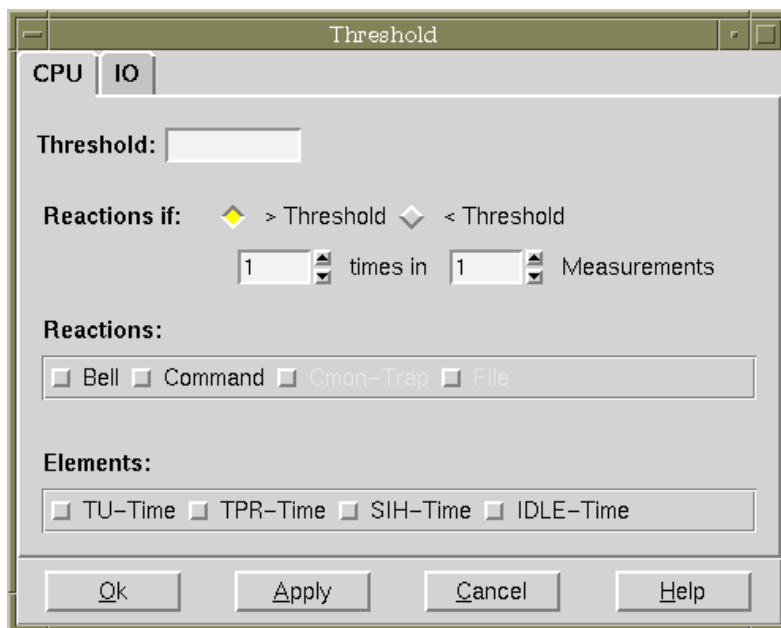 Threshold
CPU IO
Threshold:
Reactions if: > Threshold < Threshold
1 times in 1 Measurements
Reactions:
Bell Command Cmon-Trap File
Elements:
TU-Time TPR-Time SIH-Time IDLE-Time
Ok Apply Cancel Help